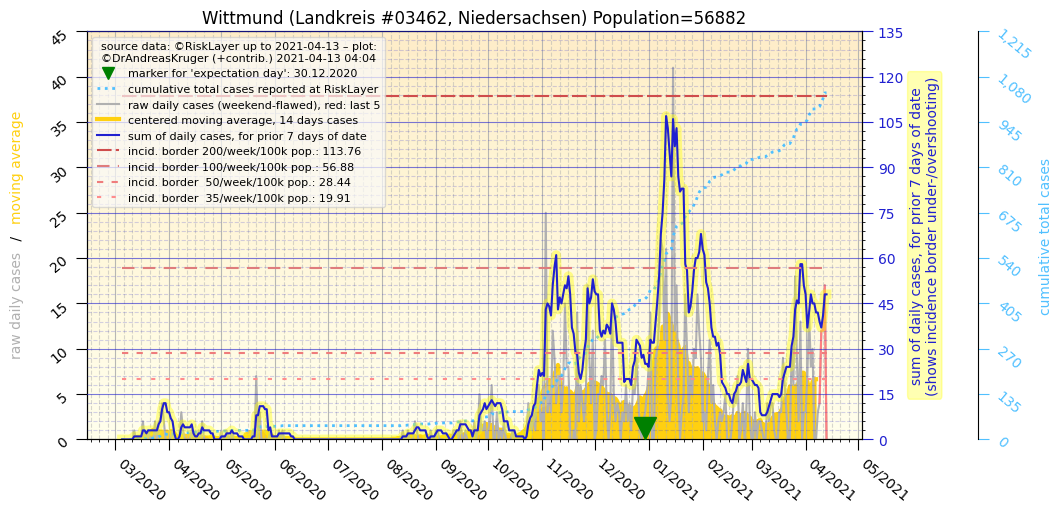 Wittmund (Landkreis #03462, Niedersachsen) Population=56882
source data: ©RiskLayer up to 2021-04-13 – plot:
©DrAndreasKruger (+contrib.) 2021-04-13 04:04
marker for 'expectation day': 30.12.2020
cumulative total cases reported at RiskLayer
raw daily cases (weekend-flawed), red: last 5
centered moving average, 14 days cases
sum of daily cases, for prior 7 days of date
incid. border 200/week/100k pop.: 113.76
incid. border 100/week/100k pop.: 56.88
incid. border  50/week/100k pop.: 28.44
incid. border  35/week/100k pop.: 19.91
raw daily cases / moving average
45
40
35
30
25
20
15
10
5
0
03/2020
04/2020
05/2020
06/2020
07/2020
08/2020
09/2020
10/2020
11/2020
12/2020
01/2021
02/2021
03/2021
04/2021
05/2021
135
120
105
90
75
60
45
30
15
0
sum of daily cases, for prior 7 days of date
(shows incidence border under-/overshooting)
1,215
1,080
945
810
675
540
405
270
135
0
cumulative total cases